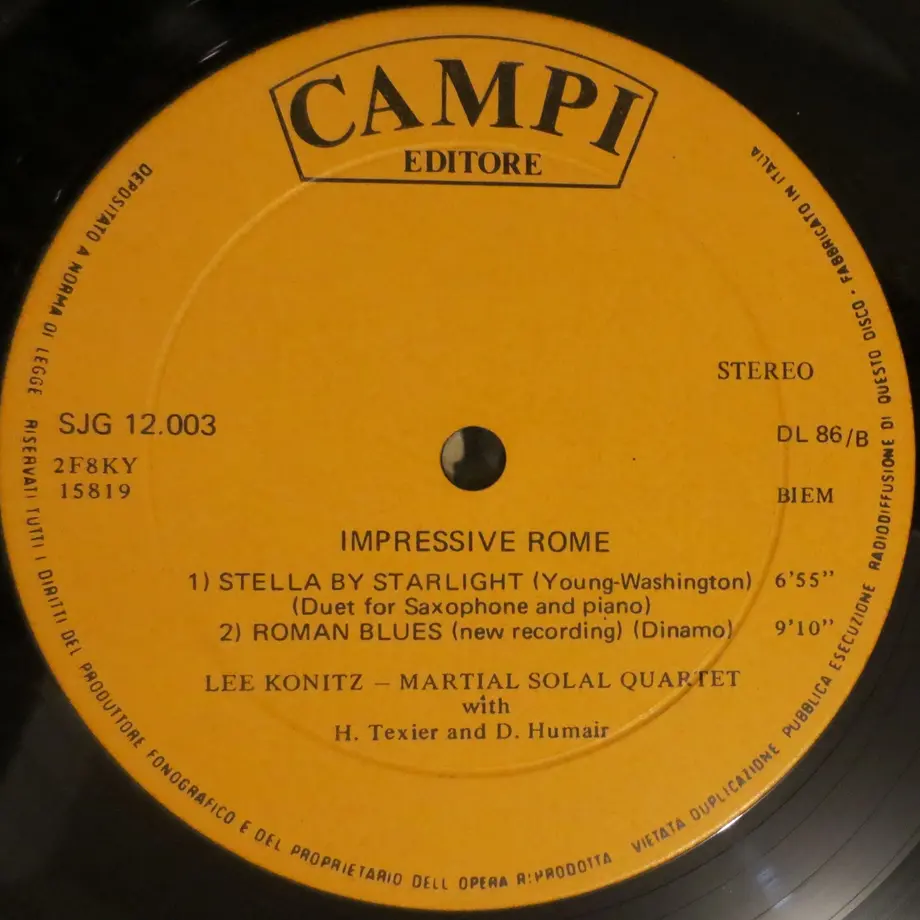 CAMPI
EDITORE
STEREO
SJG 12.003
DL 86/B
2F8KY
15819
BIEM
IMPRESSIVE ROME
1) STELLA BY STARLIGHT (Young-Washington) 6'55"
(Duet for Saxophone and piano)
2) ROMAN BLUES (new recording) (Dinamo) 9'10"
LEE KONITZ – MARTIAL SOLAL QUARTET
with
H. Texier and D. Humair
DEPOSITATO A NORMA DI LEGGE RISERVATI TUTTI I DIRITTI DEL PRODUTTORE FONOGRAFICO E DEL PROPRIETARIO DELL OPERA RIPRODOTTA VIETATA DUPLICAZIONE PUBBLICA ESECUZIONE RADIODIFFUSIONE DI QUESTO DISCO • FABBRICATO IN ITALIA